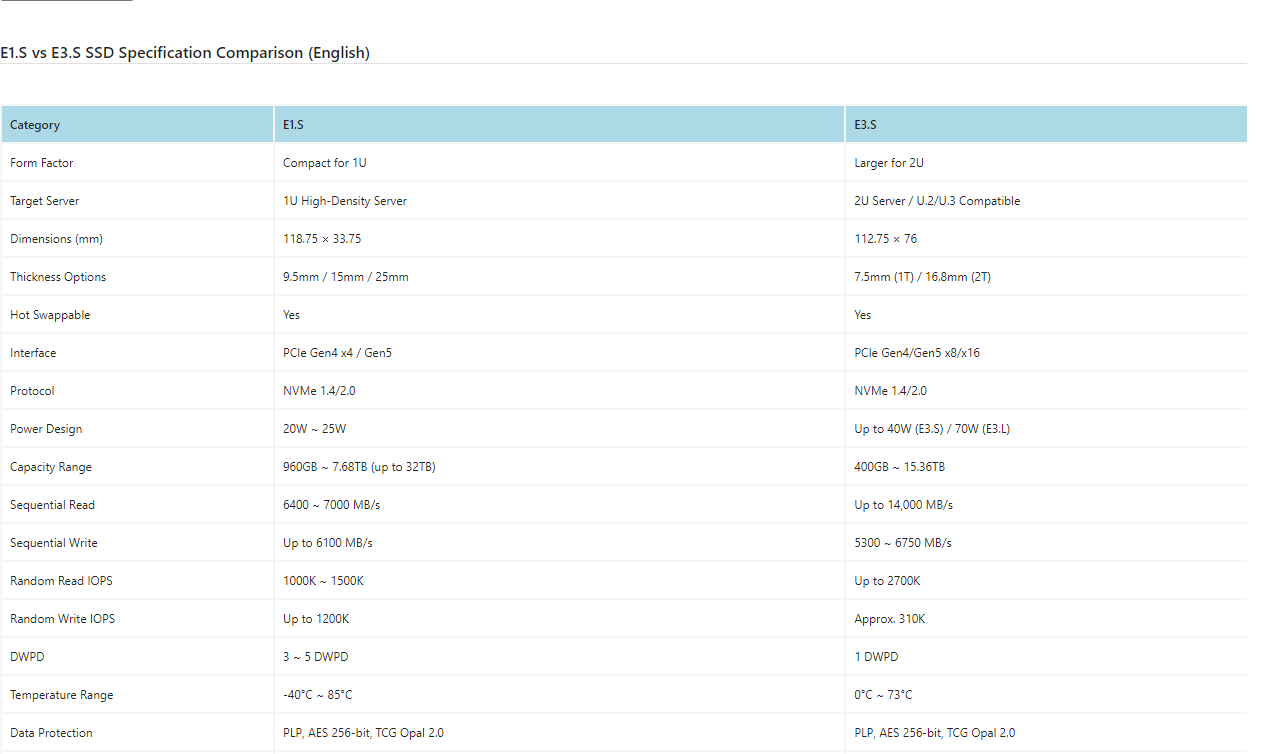 E1.S vs E3.S SSD Specification Comparison (English)
Category E1.S E3.S
Form Factor Compact for 1U Larger for 2U
Target Server 1U High-Density Server 2U Server / U.2/U.3 Compatible
Dimensions (mm) 118.75 × 33.75 112.75 × 76
Thickness Options 9.5mm / 15mm / 25mm 7.5mm (1T) / 16.8mm (2T)
Hot Swappable Yes Yes
Interface PCIe Gen4 x4 / Gen5 PCIe Gen4/Gen5 x8/x16
Protocol NVMe 1.4/2.0 NVMe 1.4/2.0
Power Design 20W ~ 25W Up to 40W (E3.S) / 70W (E3.L)
Capacity Range 960GB ~ 7.68TB (up to 32TB) 400GB ~ 15.36TB
Sequential Read 6400 ~ 7000 MB/s Up to 14,000 MB/s
Sequential Write Up to 6100 MB/s 5300 ~ 6750 MB/s
Random Read IOPS 1000K ~ 1500K Up to 2700K
Random Write IOPS Up to 1200K Approx. 310K
DWPD 3 ~ 5 DWPD 1 DWPD
Temperature Range -40°C ~ 85°C 0°C ~ 73°C
Data Protection PLP, AES 256-bit, TCG Opal 2.0 PLP, AES 256-bit, TCG Opal 2.0